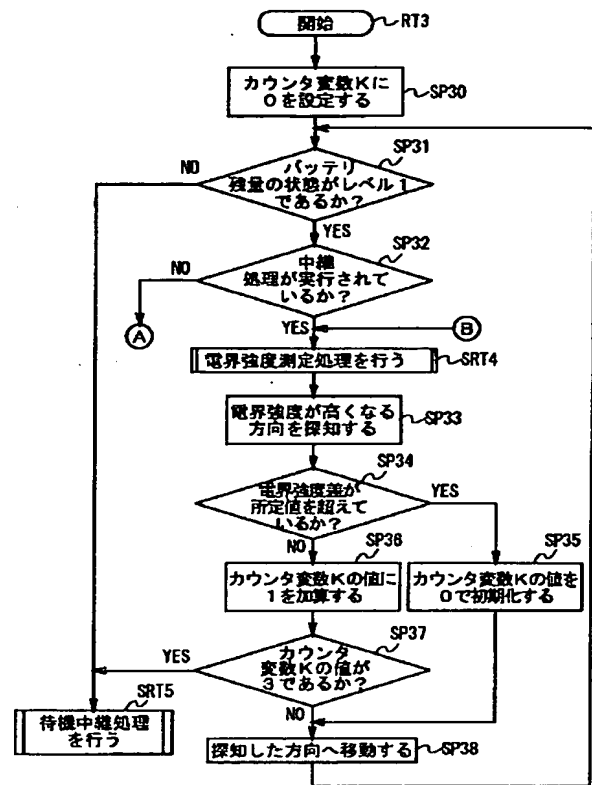 開始
RT3
カウンタ変数Kに
0を設定する
SP30
SP31
バッテリ
残量の状態がレベル1
であるか?
NO
YES
SP32
中継
処理が実行されて
いるか?
NO
A
YES
B
電界強度測定処理を行う
SRT4
電界強度が高くなる
方向を探知する
SP33
SP34
電界強度差が
所定値を超えて
いるか?
YES
NO
SP36
カウンタ変数Kの値に
1を加算する
SP35
カウンタ変数Kの値を
0で初期化する
SP37
カウンタ
変数Kの値が
3であるか?
YES
NO
SRT5
待機中継処理
を行う
探知した方向へ移動する
SP38